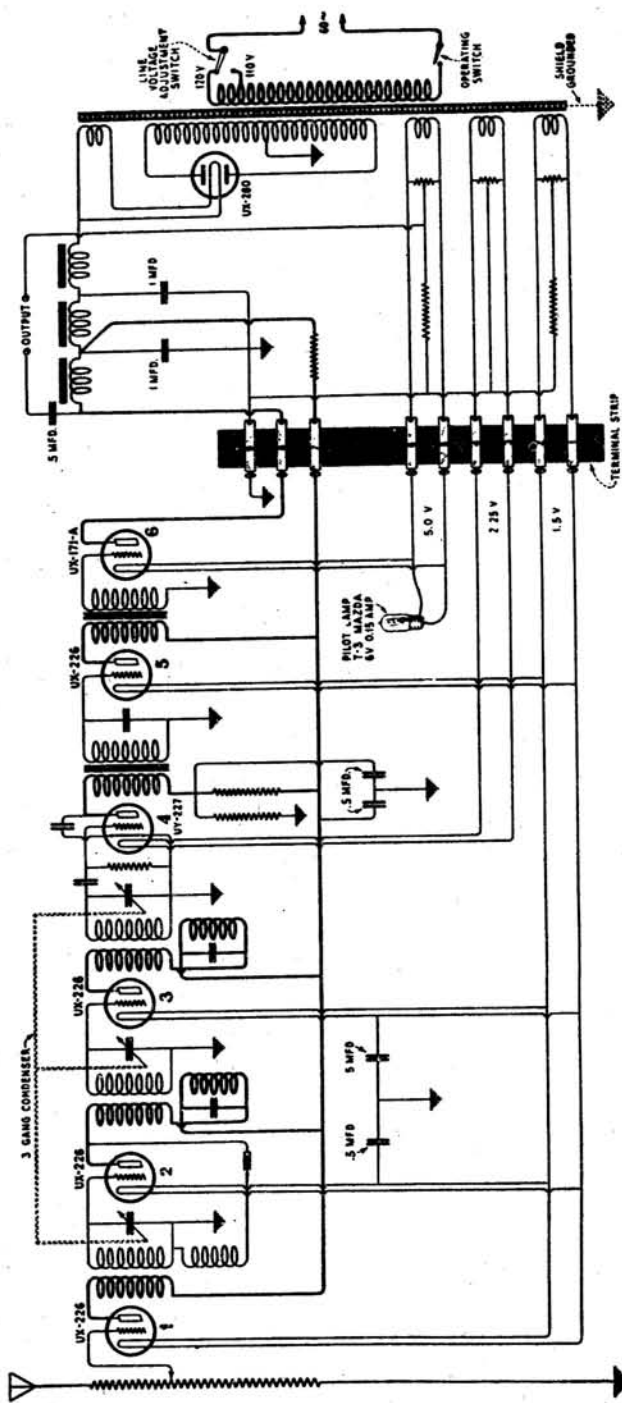 3 GANG CONDENSER
UX-226
1
UX-226
2
UX-226
3
UY-227
4
UX-226
5
UX-171-A
6
.5 MFD
5 MFD
.5 MFD.
PILOT LAMP
T-3 MAZDA
6V 0.15 AMP
5.0 V
2 25 V
1.5 V
TERMINAL STRIP
.5 MFD.
OUTPUT
1 MFD.
1 MFD
UX-280
LINE
VOLTAGE
ADJUSTMENT
SWITCH
120 V
110 V
60~
OPERATING
SWITCH
SHIELD
GROUNDED